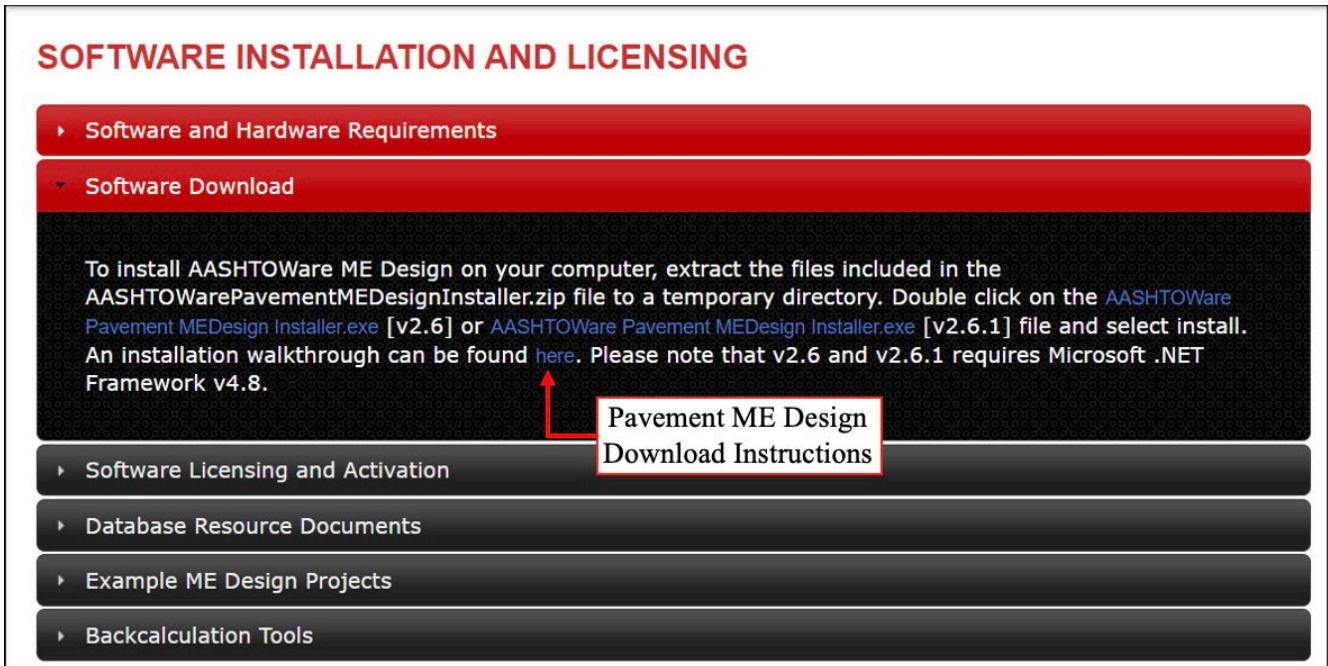 SOFTWARE INSTALLATION AND LICENSING
Software and Hardware Requirements
Software Download
To install AASHTOWare ME Design on your computer, extract the files included in the
AASHTOWarePavementMEDesignInstaller.zip file to a temporary directory. Double click on the AASHTOWare
Pavement MEDesign Installer.exe [v2.6] or AASHTOWare Pavement MEDesign Installer.exe [v2.6.1] file and select install.
An installation walkthrough can be found here. Please note that v2.6 and v2.6.1 requires Microsoft .NET
Framework v4.8.
Pavement ME Design
Download Instructions
Software Licensing and Activation
Database Resource Documents
Example ME Design Projects
Backcalculation Tools